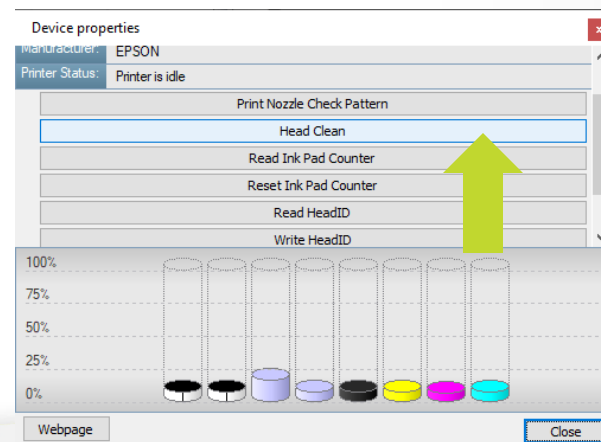 Device properties
x
Manufacturer: EPSON
Printer Status: Printer is idle
Print Nozzle Check Pattern
Head Clean
Read Ink Pad Counter
Reset Ink Pad Counter
Read HeadID
Write HeadID
100%
75%
50%
25%
0%
Webpage
Close